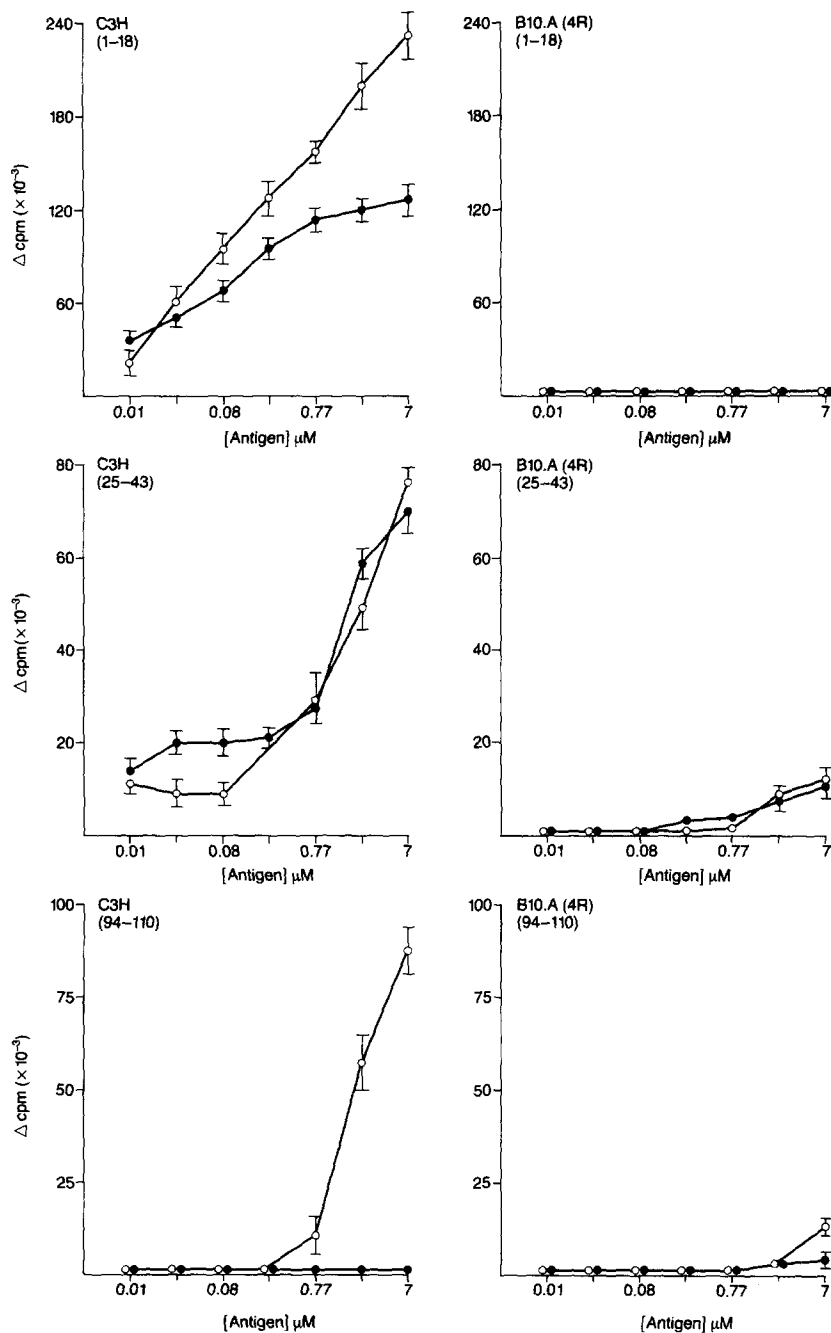 C3H
(1–18)
240
180
120
60
△ cpm (× 10⁻³)
0.01 0.08 0.77 7
[Antigen] μM
B10.A (4R)
(1–18)
240
180
120
60
0.01 0.08 0.77 7
[Antigen] μM
C3H
(25–43)
80
60
40
20
△ cpm (× 10⁻³)
0.01 0.08 0.77 7
[Antigen] μM
B10.A (4R)
(25–43)
80
60
40
20
0.01 0.08 0.77 7
[Antigen] μM
C3H
(94–110)
100
75
50
25
△ cpm (× 10⁻³)
0.01 0.08 0.77 7
[Antigen] μM
B10.A (4R)
(94–110)
100
75
50
25
0.01 0.08 0.77 7
[Antigen] μM